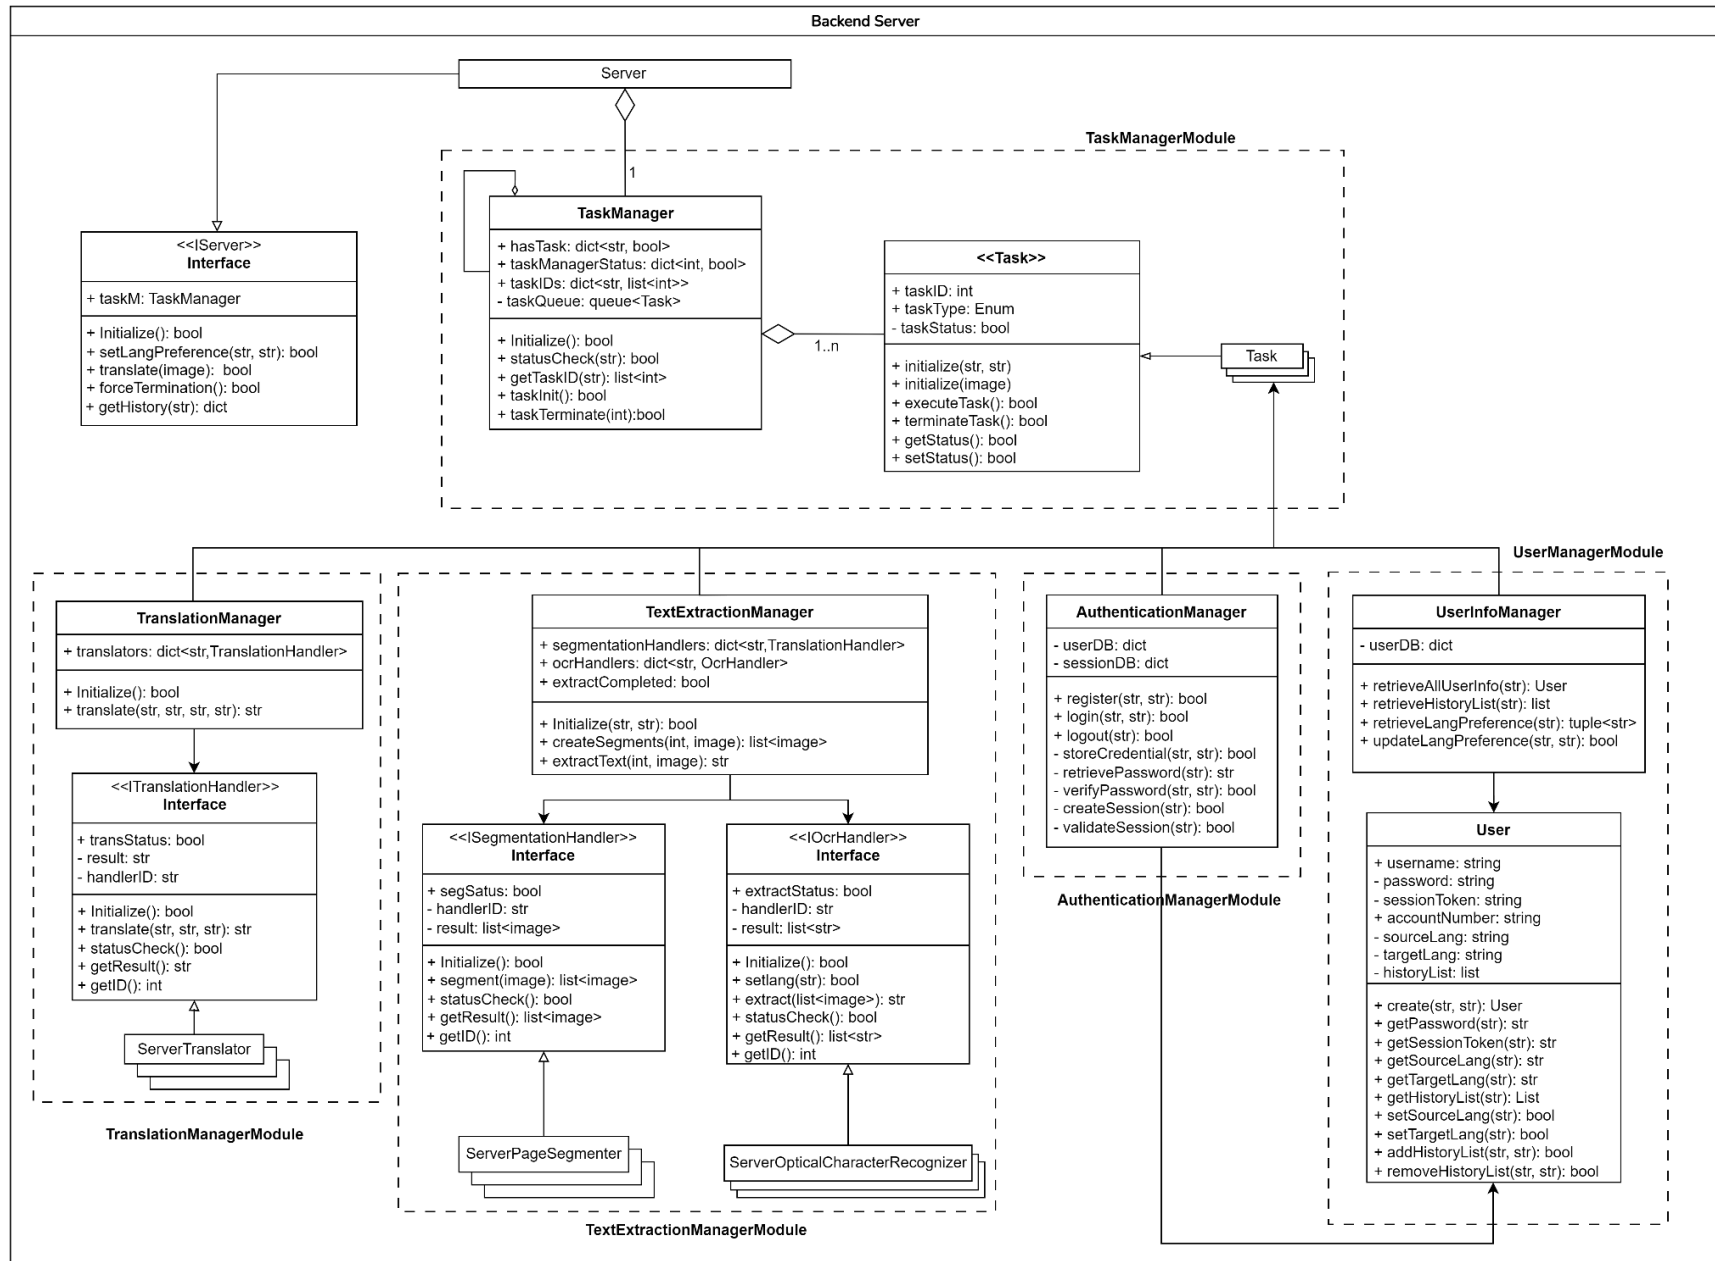 Backend Server
Server
TaskManagerModule
1
TaskManager
+ hasTask: dict<str, bool>
+ taskManagerStatus: dict<int, bool>
+ taskIDs: dict<str, list<int>>
- taskQueue: queue<Task>
+ Initialize(): bool
+ statusCheck(str): bool
+ getTaskID(str): list<int>
+ taskInit(): bool
+ taskTerminate(int):bool
<<IServer>>
Interface
+ taskM: TaskManager
+ Initialize(): bool
+ setLangPreference(str, str): bool
+ translate(image):  bool
+ forceTermination(): bool
+ getHistory(str): dict
1..n
<<Task>>
+ taskID: int
+ taskType: Enum
- taskStatus: bool
+ initialize(str, str)
+ initialize(image)
+ executeTask(): bool
+ terminateTask(): bool
+ getStatus(): bool
+ setStatus(): bool
Task
TranslationManager
+ translators: dict<str,TranslationHandler>
+ Initialize(): bool
+ translate(str, str, str, str): str
<<ITranslationHandler>>
Interface
+ transStatus: bool
- result: str
- handlerID: str
+ Initialize(): bool
+ translate(str, str, str): str
+ statusCheck(): bool
+ getResult(): str
+ getID(): int
ServerTranslator
TranslationManagerModule
TextExtractionManager
+ segmentationHandlers: dict<str,TranslationHandler>
+ ocrHandlers: dict<str, OcrHandler>
+ extractCompleted: bool
+ Initialize(str, str): bool
+ createSegments(int, image): list<image>
+ extractText(int, image): str
<<ISegmentationHandler>>
Interface
+ segSatus: bool
- handlerID: str
- result: list<image>
+ Initialize(): bool
+ segment(image): list<image>
+ statusCheck(): bool
+ getResult(): list<image>
+ getID(): int
ServerPageSegmenter
<<IOcrHandler>>
Interface
+ extractStatus: bool
- handlerID: str
- result: list<str>
+ Initialize(): bool
+ setlang(str): bool
+ extract(list<image>): str
+ statusCheck(): bool
+ getResult(): list<str>
+ getID(): int
ServerOpticalCharacterRecognizer
TextExtractionManagerModule
AuthenticationManager
- userDB: dict
- sessionDB: dict
+ register(str, str): bool
+ login(str, str): bool
+ logout(str): bool
- storeCredential(str, str): bool
- retrievePassword(str): str
- verifyPassword(str, str): bool
- createSession(str): bool
- validateSession(str): bool
AuthenticationManagerModule
UserManagerModule
UserInfoManager
- userDB: dict
+ retrieveAllUserInfo(str): User
+ retrieveHistoryList(str): list
+ retrieveLangPreference(str): tuple<str>
+ updateLangPreference(str, str): bool
User
+ username: string
- password: string
- sessionToken: string
+ accountNumber: string
- sourceLang: string
- targetLang: string
- historyList: list
+ create(str, str): User
+ getPassword(str): str
+ getSessionToken(str): str
+ getSourceLang(str): str
+ getTargetLang(str): str
+ getHistoryList(str): List
+ setSourceLang(str): bool
+ setTargetLang(str): bool
+ addHistoryList(str, str): bool
+ removeHistoryList(str, str): bool